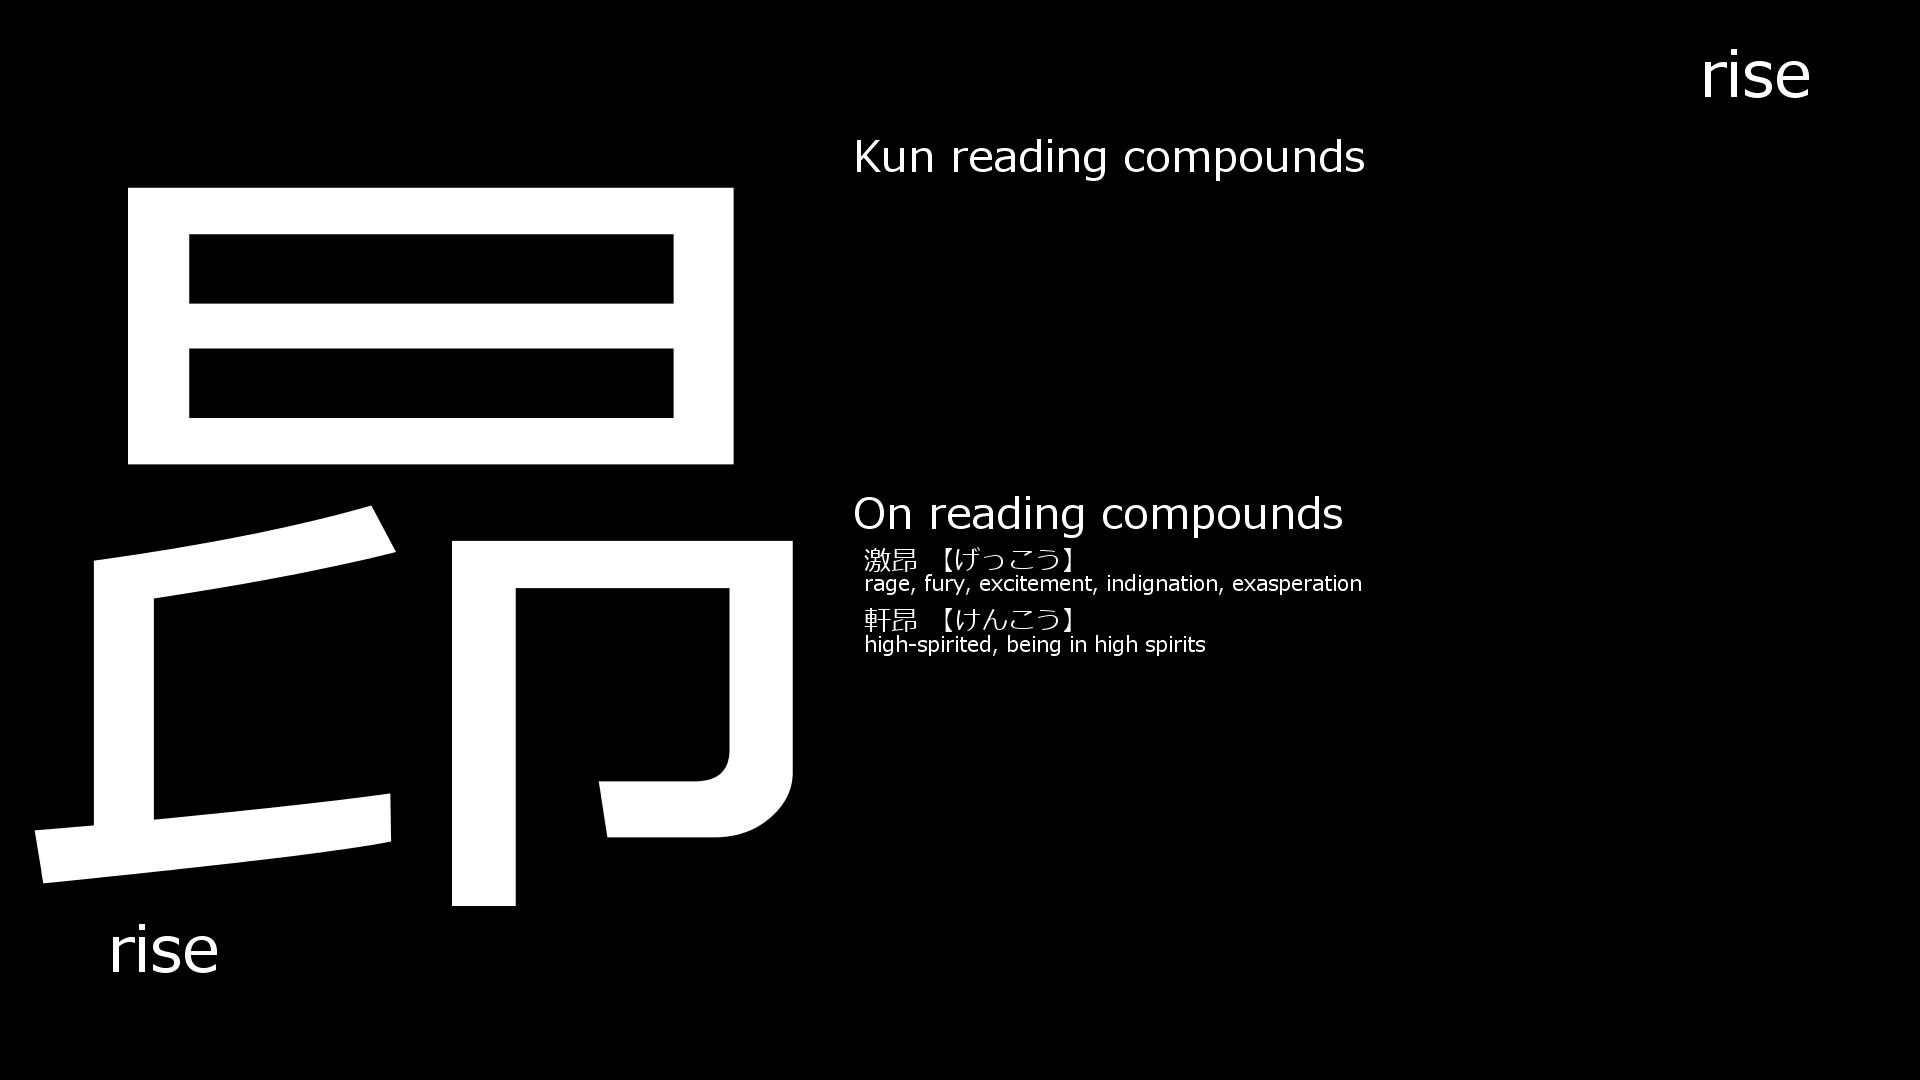 rise
Kun reading compounds
昂
On reading compounds
激昂 【げっこう】
rage, fury, excitement, indignation, exasperation
軒昂 【けんこう】
high-spirited, being in high spirits
rise